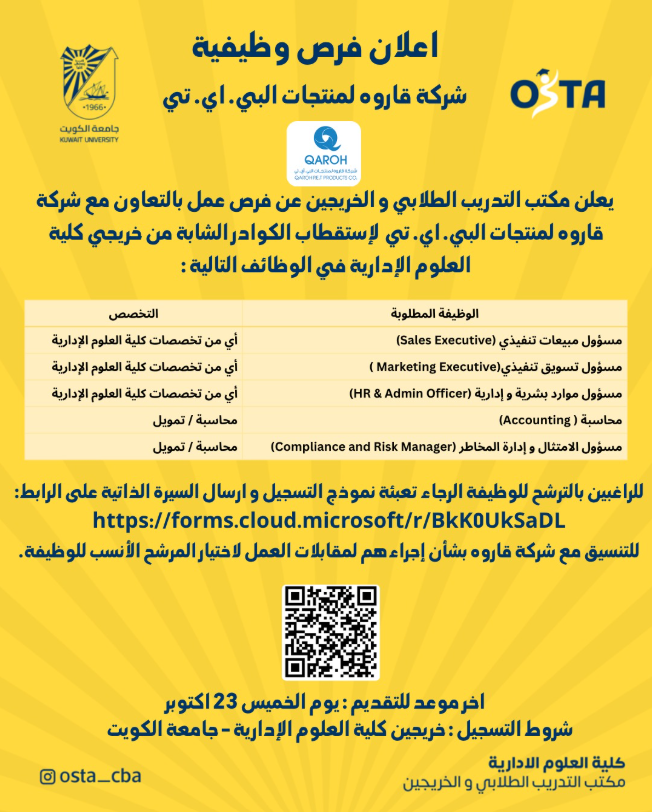 اعلان فرص وظيفية
شركة قاروه لمنتجات البي. اي. تي
OSTA
1966
جامعة الكويت
KUWAIT UNIVERSITY
QAROH
QAROH P.E.T PRODUCTS CO.
يعلن مكتب التدريب الطلابي و الخريجين عن فرص عمل بالتعاون مع شركة
قاروه لمنتجات البي. اي. تي لإستقطاب الكوادر الشابة من خريجي كلية
العلوم الإدارية في الوظائف التالية :
الوظيفة المطلوبة التخصص
مسؤول مبيعات تنفيذي (Sales Executive) أي من تخصصات كلية العلوم الإدارية
مسؤول تسويق تنفيذي(Marketing Executive ) أي من تخصصات كلية العلوم الإدارية
مسؤول موارد بشرية و إدارية (HR & Admin Officer) أي من تخصصات كلية العلوم الإدارية
محاسبة ( Accounting) محاسبة / تمويل
مسؤول الامتثال و إدارة المخاطر (Compliance and Risk Manager) محاسبة / تمويل
للراغبين بالترشح للوظيفة الرجاء تعبئة نموذج التسجيل و ارسال السيرة الذاتية على الرابط:
https://forms.cloud.microsoft/r/BkK0UkSaDL
للتنسيق مع شركة قاروه بشأن إجراءهم لمقابلات العمل لاختيار المرشح الأنسب للوظيفة.
اخر موعد للتقديم : يوم الخميس 23 اكتوبر
شروط التسجيل : خريجين كلية العلوم الإدارية - جامعة الكويت
كلية العلوم الادارية
مكتب التدريب الطلابي و الخريجين
osta_cba